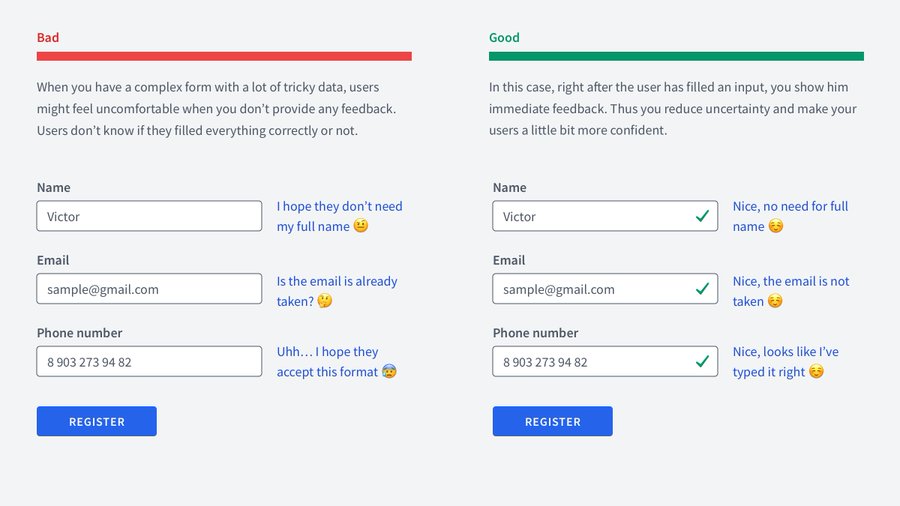 Bad
When you have a complex form with a lot of tricky data, users
might feel uncomfortable when you don’t provide any feedback.
Users don’t know if they filled everything correctly or not.
Name
Victor
I hope they don’t need
my full name 🤨
Email
sample@gmail.com
Is the email is already
taken? 🤔
Phone number
8 903 273 94 82
Uhh… I hope they
accept this format 😰
REGISTER
Good
In this case, right after the user has filled an input, you show him
immediate feedback. Thus you reduce uncertainty and make your
users a little bit more confident.
Name
Victor
Nice, no need for full
name ☺️
Email
sample@gmail.com
Nice, the email is not
taken ☺️
Phone number
8 903 273 94 82
Nice, looks like I’ve
typed it right ☺️
REGISTER